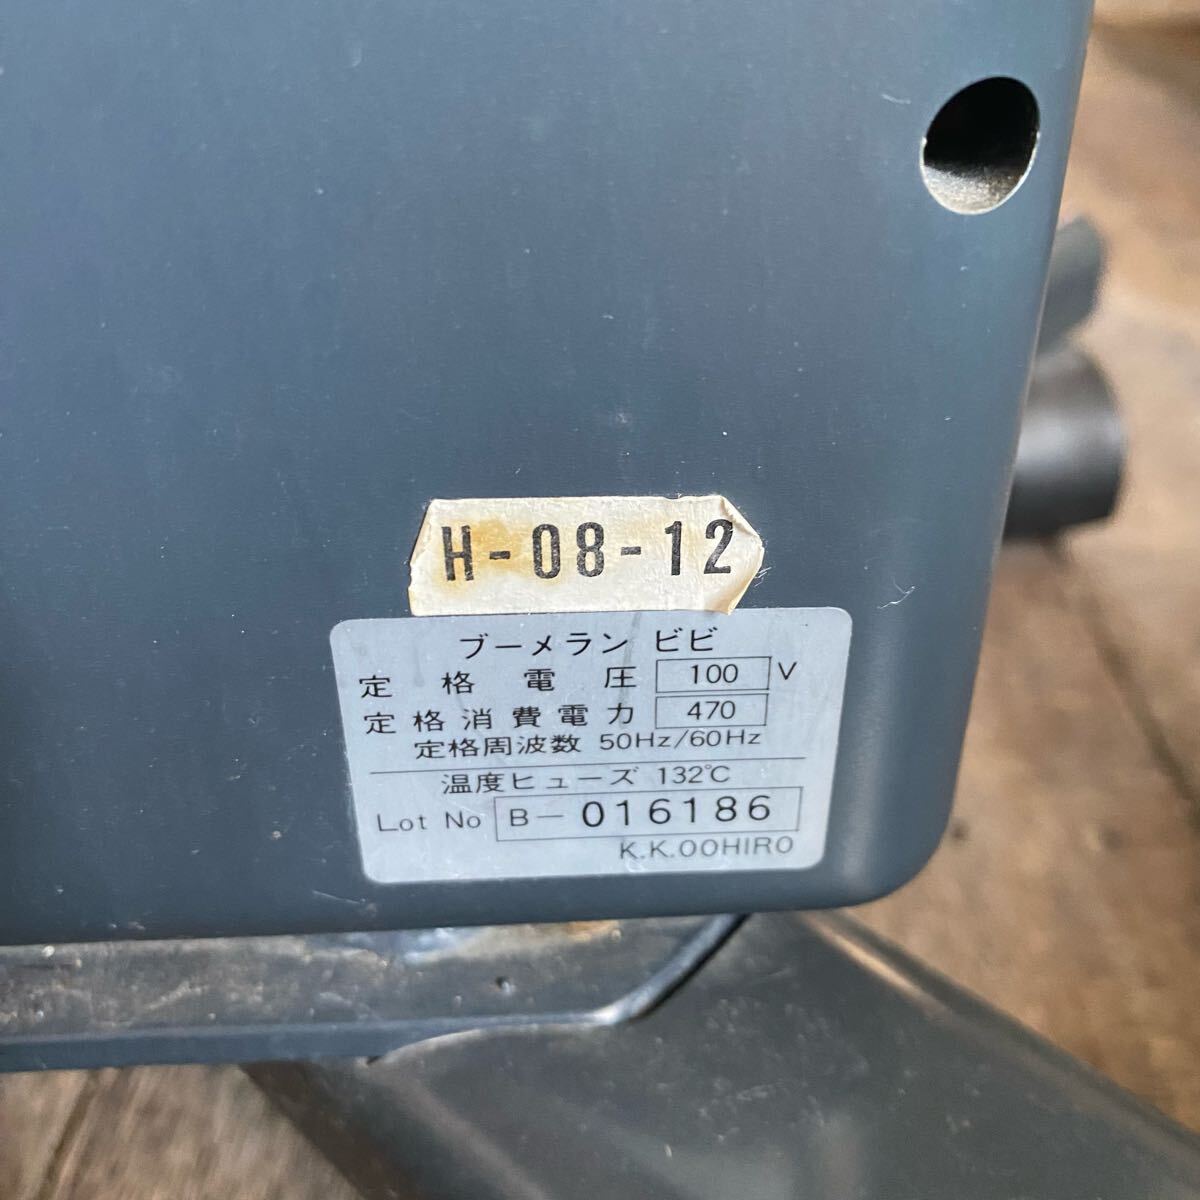 H-08-12
ブーメラン ビビ
定格電圧 100 V
定格消費電力 470
定格周波数 50Hz/60Hz
温度ヒューズ 132℃
Lot No B-016186
K.K.OOHIRO